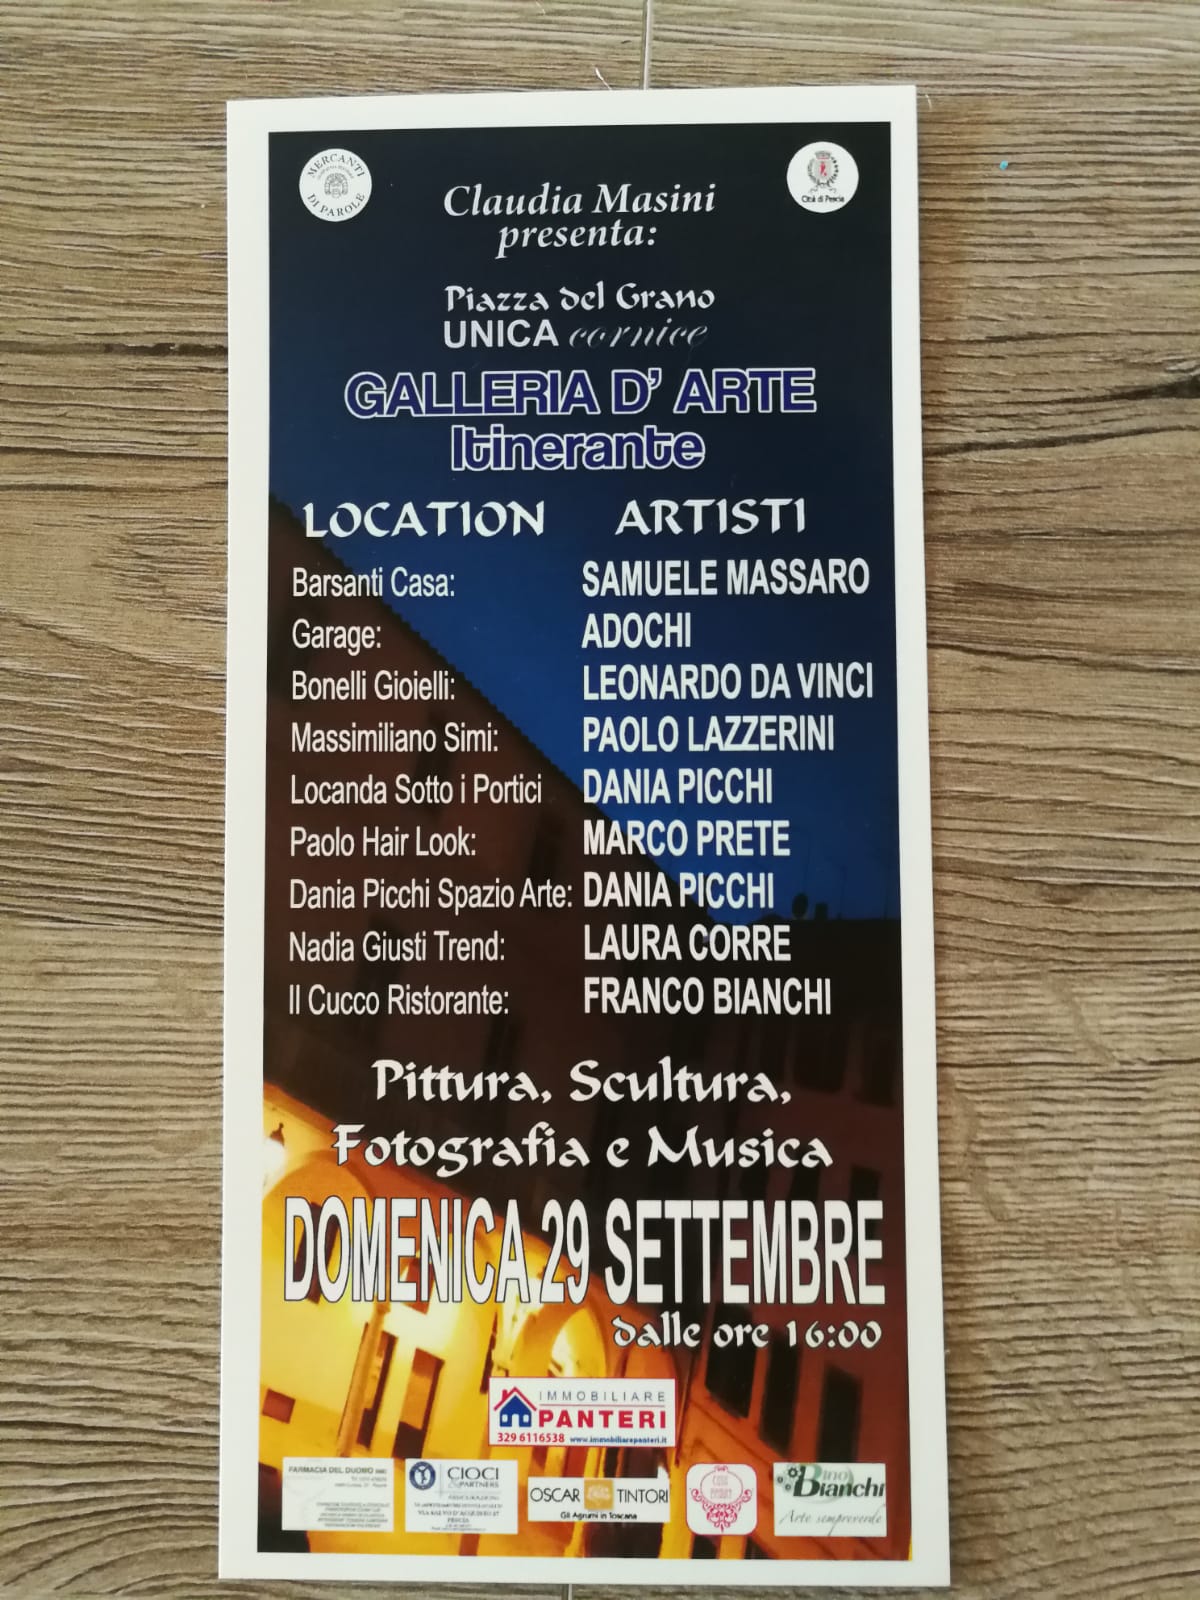 MERCANTI
DI PAROLE
Città di Pescia
Claudia Masini
presenta:
Piazza del Grano
UNICA cornice
GALLERIA D' ARTE
Itinerante
LOCATION ARTISTI
Barsanti Casa: SAMUELE MASSARO
Garage: ADOCHI
Bonelli Gioielli: LEONARDO DA VINCI
Massimiliano Simi: PAOLO LAZZERINI
Locanda Sotto i Portici DANIA PICCHI
Paolo Hair Look: MARCO PRETE
Dania Picchi Spazio Arte: DANIA PICCHI
Nadia Giusti Trend: LAURA CORRE
Il Cucco Ristorante: FRANCO BIANCHI
Pittura, Scultura,
Fotografia e Musica
DOMENICA 29 SETTEMBRE
dalle ore 16:00
IMMOBILIARE
PANTERI
329 6116538 www.immobiliarepanteri.it
FARMACIA DEL DUOMO
CIOCI
&PARTNERS
PESCIA
OSCAR TINTORI
Gli Agrumi in Toscana
Bino
Bianchi
Arte sempreverde